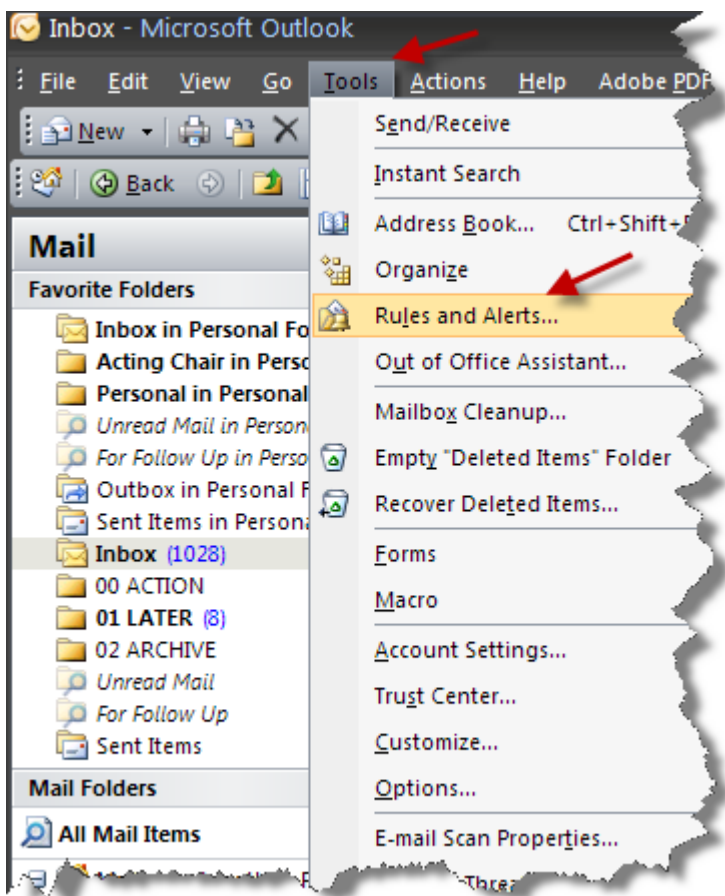 Inbox - Microsoft Outlook
File Edit View Go Tools Actions Help Adobe PDF
New
Back
Mail
Favorite Folders
Inbox in Personal Fo
Acting Chair in Perso
Personal in Personal
Unread Mail in Person
For Follow Up in Perso
Outbox in Personal F
Sent Items in Persona
Inbox (1028)
00 ACTION
01 LATER (8)
02 ARCHIVE
Unread Mail
For Follow Up
Sent Items
Mail Folders
All Mail Items
Send/Receive
Instant Search
Address Book... Ctrl+Shift+
Organize
Rules and Alerts...
Out of Office Assistant...
Mailbox Cleanup...
Empty "Deleted Items" Folder
Recover Deleted Items...
Forms
Macro
Account Settings...
Trust Center...
Customize...
Options...
E-mail Scan Properties...